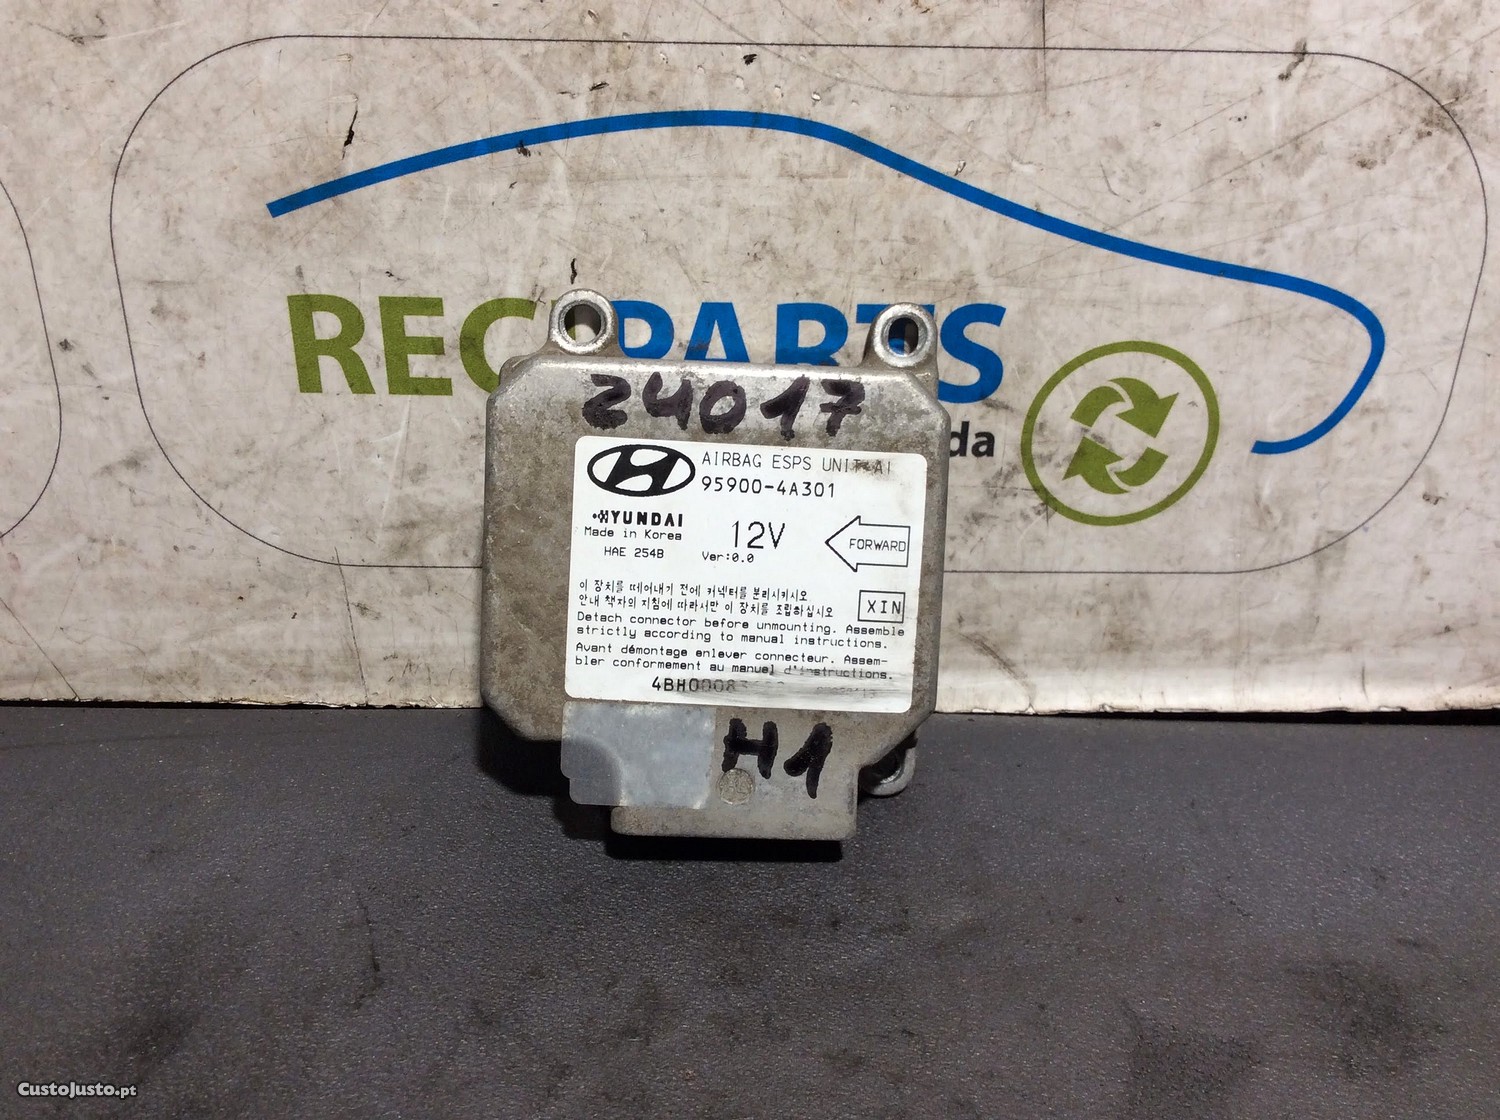 REC PARTS
da
24017
AIRBAG ESPS UNIT-AI
95900-4A301
HYUNDAI
Made in Korea
12V
FORWARD
HAE 254B
Ver:0.0
이 장치를 떼어내기 전에 커넥터를 분리시키시오
안내 책자의 지침에 따라서만 이 장치를 조립하십시오
XIN
Detach connector before unmounting. Assemble
strictly according to manual instructions.
Avant démontage enlever connecteur. Assem-
bler conformement au manuel d'instructions.
H1
CustoJusto.pt